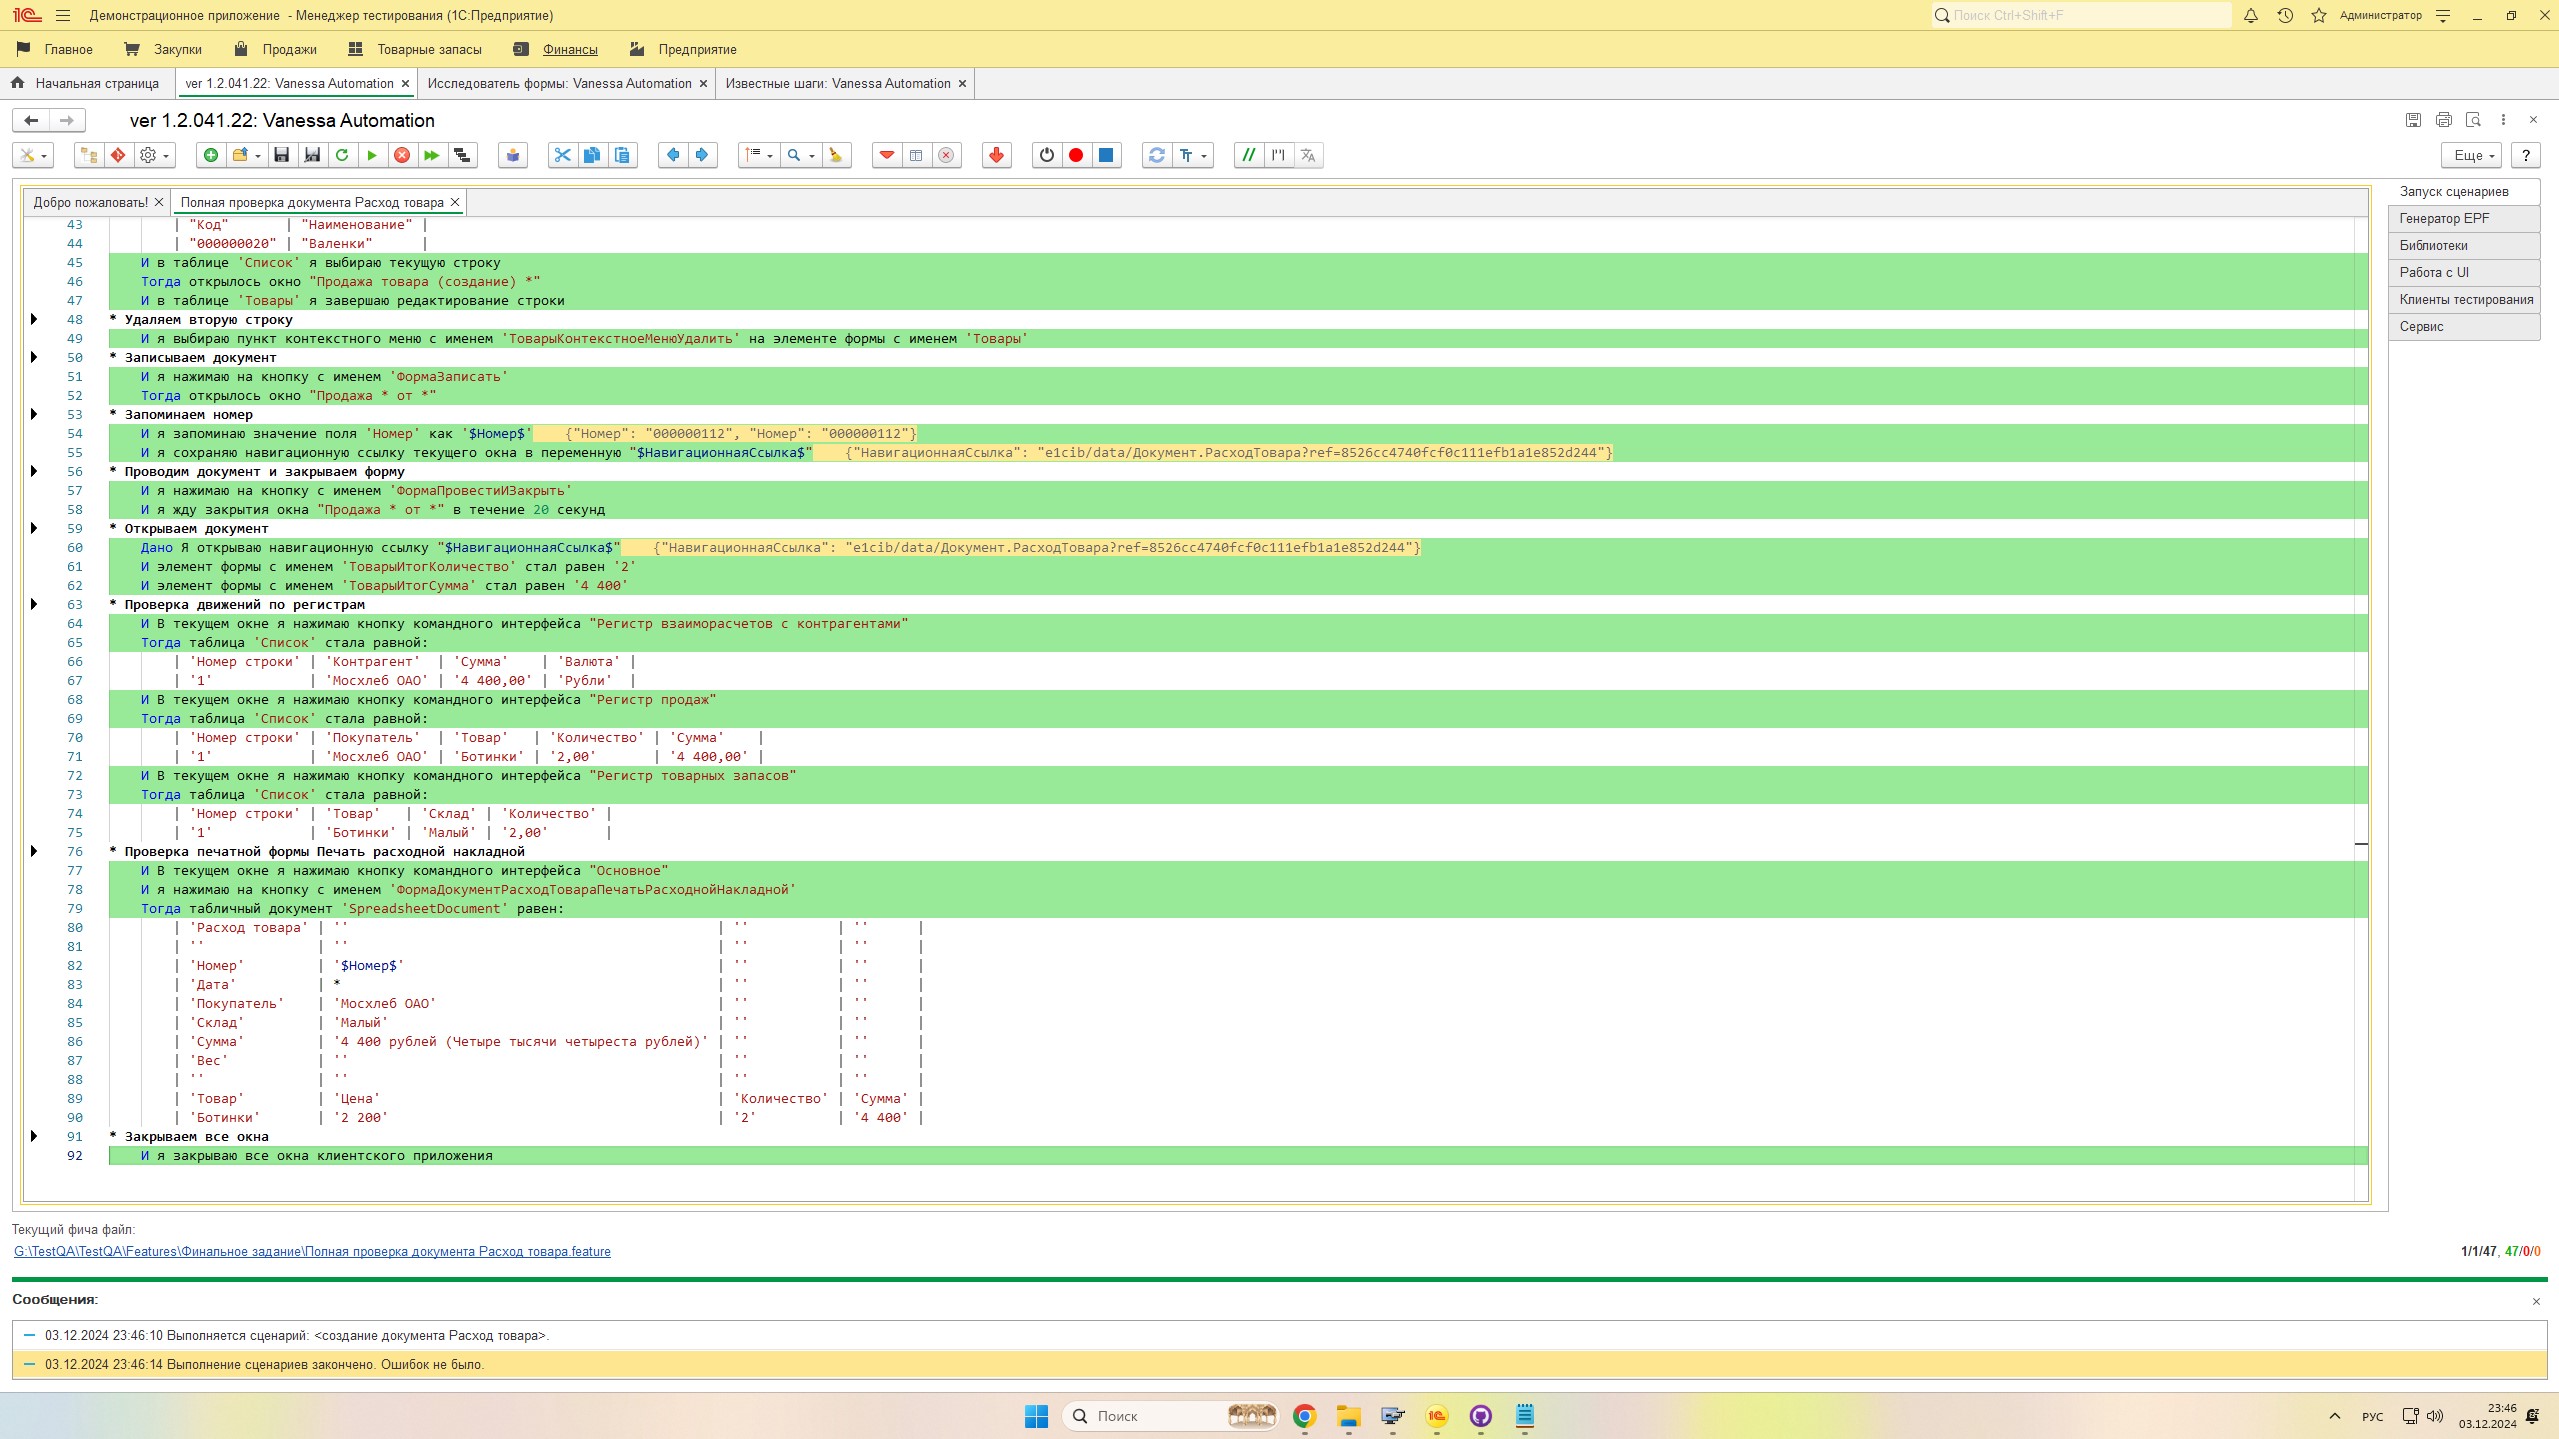 Демонстрационное приложение - Менеджер тестирования (1С:Предприятие)
Поиск Ctrl+Shift+F
Администратор
Главное Закупки Продажи Товарные запасы Финансы Предприятие
Начальная страница
ver 1.2.041.22: Vanessa Automation
Исследователь формы: Vanessa Automation
Известные шаги: Vanessa Automation
ver 1.2.041.22: Vanessa Automation
Еще
?
Добро пожаловать!
Полная проверка документа Расход товара
Запуск сценариев
Генератор EPF
Библиотеки
Работа с UI
Клиенты тестирования
Сервис
43 | "Код" | "Наименование" |
44 | "000000020" | "Валенки" |
45 И в таблице 'Список' я выбираю текущую строку
46 Тогда открылось окно "Продажа товара (создание) *"
47 И в таблице 'Товары' я завершаю редактирование строки
48 * Удаляем вторую строку
49 И я выбираю пункт контекстного меню с именем 'ТоварыКонтекстноеМенюУдалить' на элементе формы с именем 'Товары'
50 * Записываем документ
51 И я нажимаю на кнопку с именем 'ФормаЗаписать'
52 Тогда открылось окно "Продажа * от *"
53 * Запоминаем номер
54 И я запоминаю значение поля 'Номер' как '$Номер$' {"Номер": "000000112", "Номер": "000000112"}
55 И я сохраняю навигационную ссылку текущего окна в переменную "$НавигационнаяСсылка$" {"НавигационнаяСсылка": "e1cib/data/Документ.РасходТовара?ref=8526cc4740fcf0c111efb1a1e852d244"}
56 * Проводим документ и закрываем форму
57 И я нажимаю на кнопку с именем 'ФормаПровестиИЗакрыть'
58 И я жду закрытия окна "Продажа * от *" в течение 20 секунд
59 * Открываем документ
60 Дано Я открываю навигационную ссылку "$НавигационнаяСсылка$" {"НавигационнаяСсылка": "e1cib/data/Документ.РасходТовара?ref=8526cc4740fcf0c111efb1a1e852d244"}
61 И элемент формы с именем 'ТоварыИтогКоличество' стал равен '2'
62 И элемент формы с именем 'ТоварыИтогСумма' стал равен '4 400'
63 * Проверка движений по регистрам
64 И В текущем окне я нажимаю кнопку командного интерфейса "Регистр взаиморасчетов с контрагентами"
65 Тогда таблица 'Список' стала равной:
66 | 'Номер строки' | 'Контрагент' | 'Сумма' | 'Валюта' |
67 | '1' | 'Мосхлеб ОАО' | '4 400,00' | 'Рубли' |
68 И В текущем окне я нажимаю кнопку командного интерфейса "Регистр продаж"
69 Тогда таблица 'Список' стала равной:
70 | 'Номер строки' | 'Покупатель' | 'Товар' | 'Количество' | 'Сумма' |
71 | '1' | 'Мосхлеб ОАО' | 'Ботинки' | '2,00' | '4 400,00' |
72 И В текущем окне я нажимаю кнопку командного интерфейса "Регистр товарных запасов"
73 Тогда таблица 'Список' стала равной:
74 | 'Номер строки' | 'Товар' | 'Склад' | 'Количество' |
75 | '1' | 'Ботинки' | 'Малый' | '2,00' |
76 * Проверка печатной формы Печать расходной накладной
77 И В текущем окне я нажимаю кнопку командного интерфейса "Основное"
78 И я нажимаю на кнопку с именем 'ФормаДокументРасходТовараПечатьРасходнойНакладной'
79 Тогда табличный документ 'SpreadsheetDocument' равен:
80 | 'Расход товара' | '' | '' | '' |
81 | '' | '' | '' | '' |
82 | 'Номер' | '$Номер$' | '' | '' |
83 | 'Дата' | * | '' | '' |
84 | 'Покупатель' | 'Мосхлеб ОАО' | '' | '' |
85 | 'Склад' | 'Малый' | '' | '' |
86 | 'Сумма' | '4 400 рублей (Четыре тысячи четыреста рублей)' | '' | '' |
87 | 'Вес' | '' | '' | '' |
88 | '' | '' | '' | '' |
89 | 'Товар' | 'Цена' | 'Количество' | 'Сумма' |
90 | 'Ботинки' | '2 200' | '2' | '4 400' |
91 * Закрываем все окна
92 И я закрываю все окна клиентского приложения
Текущий фича файл:
G:\TestQA\TestQA\Features\Финальное задание\Полная проверка документа Расход товара.feature
1/1/47, 47/0/0
Сообщения:
03.12.2024 23:46:10 Выполняется сценарий: <создание документа Расход товара>.
03.12.2024 23:46:14 Выполнение сценариев закончено. Ошибок не было.
Поиск
РУС
23:46
03.12.2024